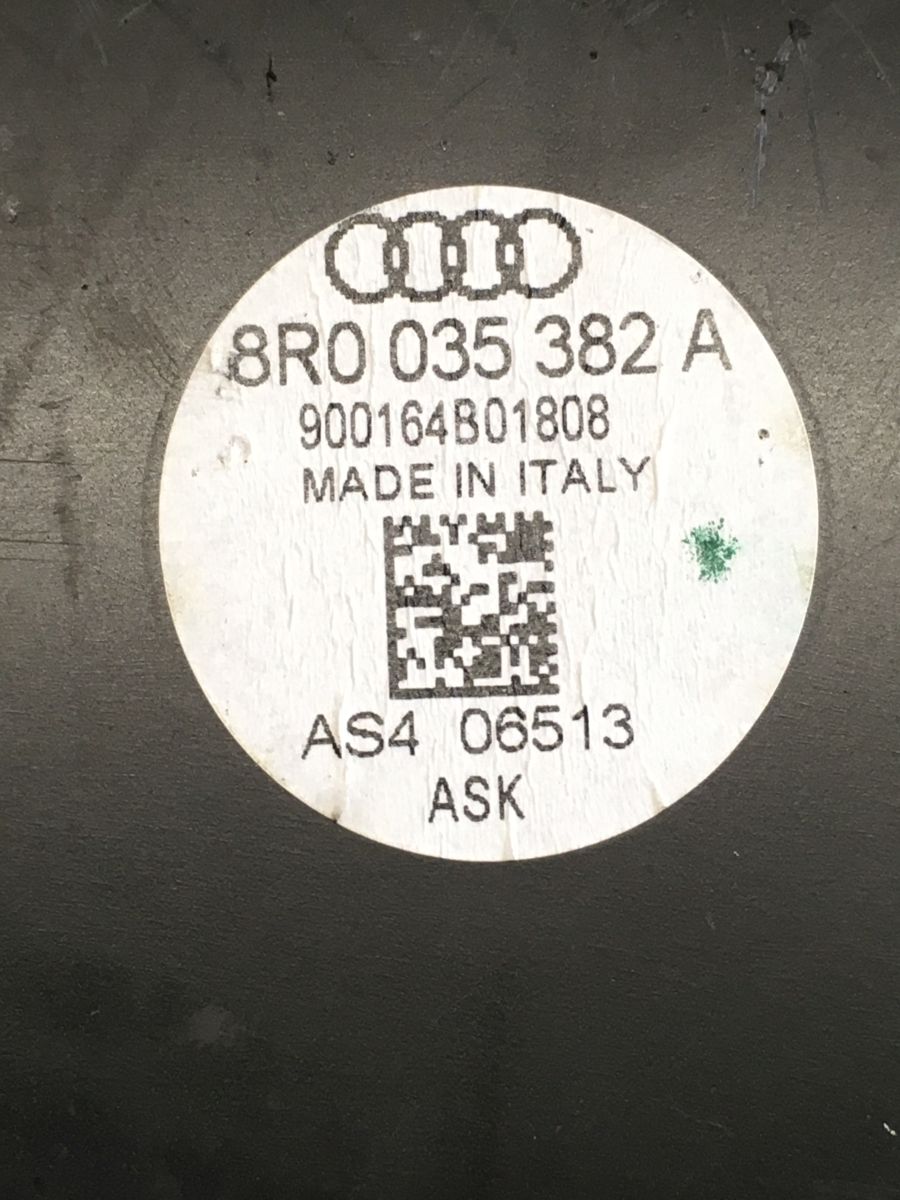 8R0 035 382 A
900164B01808
MADE IN ITALY
AS4 06513
ASK